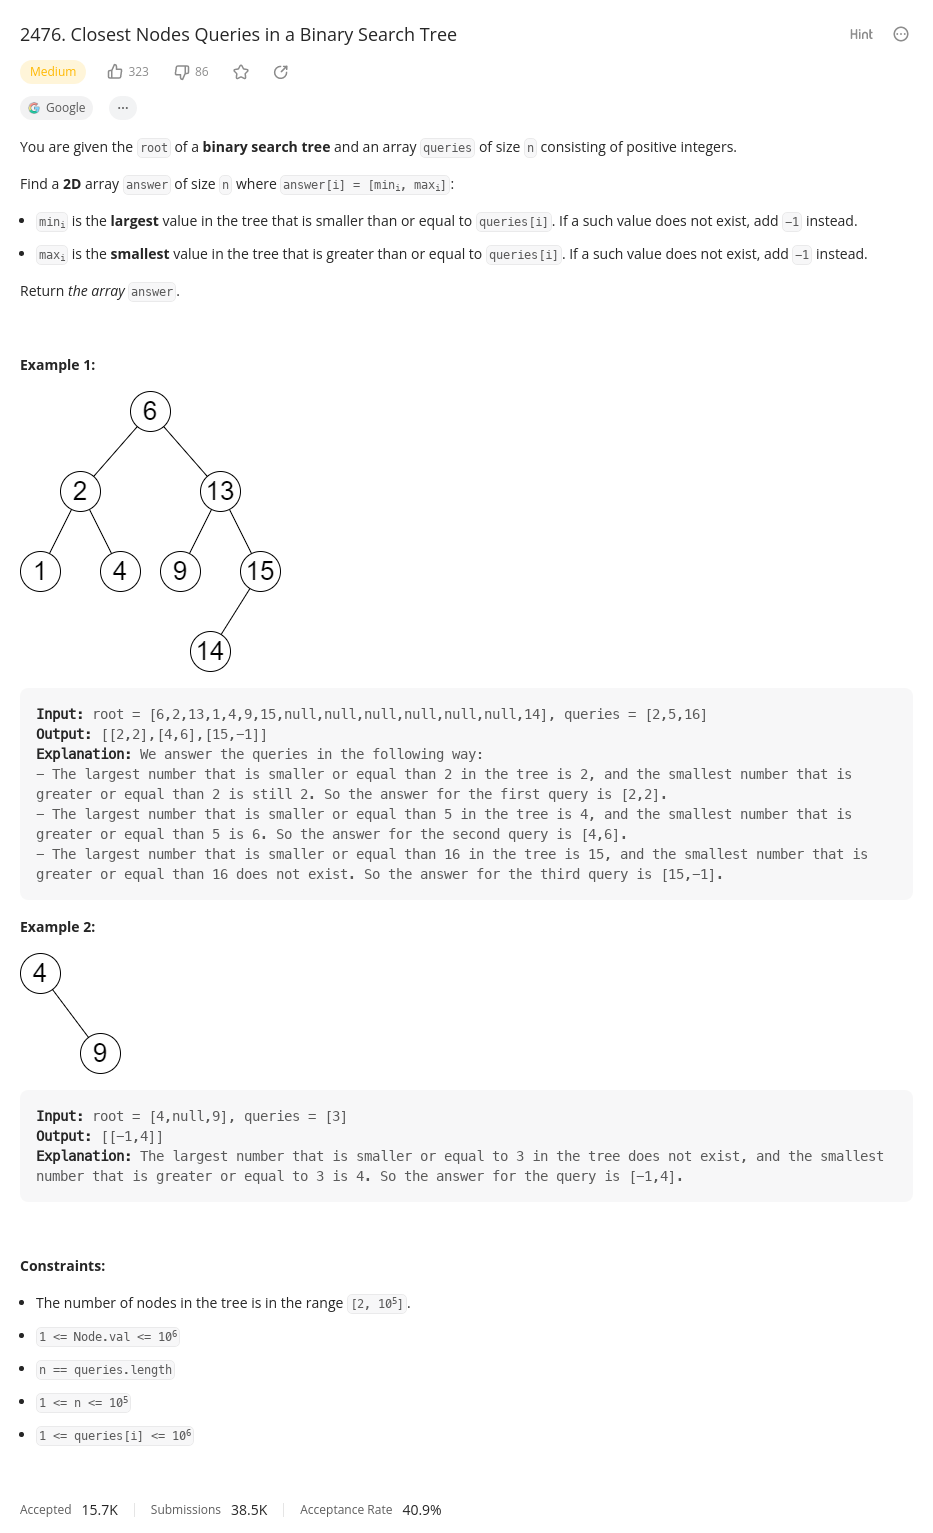 2476. Closest Nodes Queries in a Binary Search Tree
Hint
Medium 323 86
Google ...
You are given the root of a binary search tree and an array queries of size n consisting of positive integers.
Find a 2D array answer of size n where answer[i] = [minᵢ, maxᵢ]:
• minᵢ is the largest value in the tree that is smaller than or equal to queries[i]. If a such value does not exist, add −1 instead.
• maxᵢ is the smallest value in the tree that is greater than or equal to queries[i]. If a such value does not exist, add −1 instead.
Return the array answer.
Example 1:
6
2 13
1 4 9 15
14
Input: root = [6,2,13,1,4,9,15,null,null,null,null,null,null,14], queries = [2,5,16]
Output: [[2,2],[4,6],[15,−1]]
Explanation: We answer the queries in the following way:
− The largest number that is smaller or equal than 2 in the tree is 2, and the smallest number that is
greater or equal than 2 is still 2. So the answer for the first query is [2,2].
− The largest number that is smaller or equal than 5 in the tree is 4, and the smallest number that is
greater or equal than 5 is 6. So the answer for the second query is [4,6].
− The largest number that is smaller or equal than 16 in the tree is 15, and the smallest number that is
greater or equal than 16 does not exist. So the answer for the third query is [15,−1].
Example 2:
4
9
Input: root = [4,null,9], queries = [3]
Output: [[−1,4]]
Explanation: The largest number that is smaller or equal to 3 in the tree does not exist, and the smallest
number that is greater or equal to 3 is 4. So the answer for the query is [−1,4].
Constraints:
• The number of nodes in the tree is in the range [2, 10⁵].
• 1 <= Node.val <= 10⁶
• n == queries.length
• 1 <= n <= 10⁵
• 1 <= queries[i] <= 10⁶
Accepted 15.7K Submissions 38.5K Acceptance Rate 40.9%